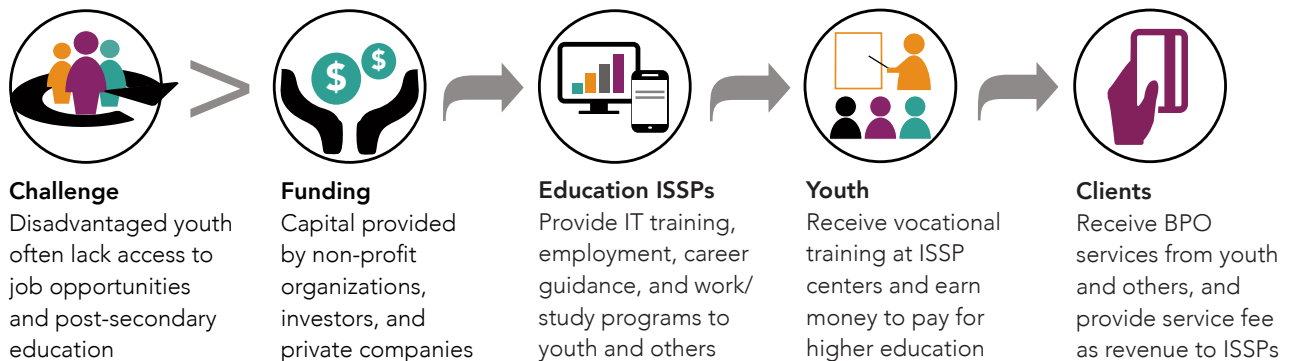 $ $
Challenge
Disadvantaged youth
often lack access to
job opportunities
and post-secondary
education
Funding
Capital provided
by non-profit
organizations,
investors, and
private companies
Education ISSPs
Provide IT training,
employment, career
guidance, and work/
study programs to
youth and others
Youth
Receive vocational
training at ISSP
centers and earn
money to pay for
higher education
Clients
Receive BPO
services from youth
and others, and
provide service fee
as revenue to ISSPs